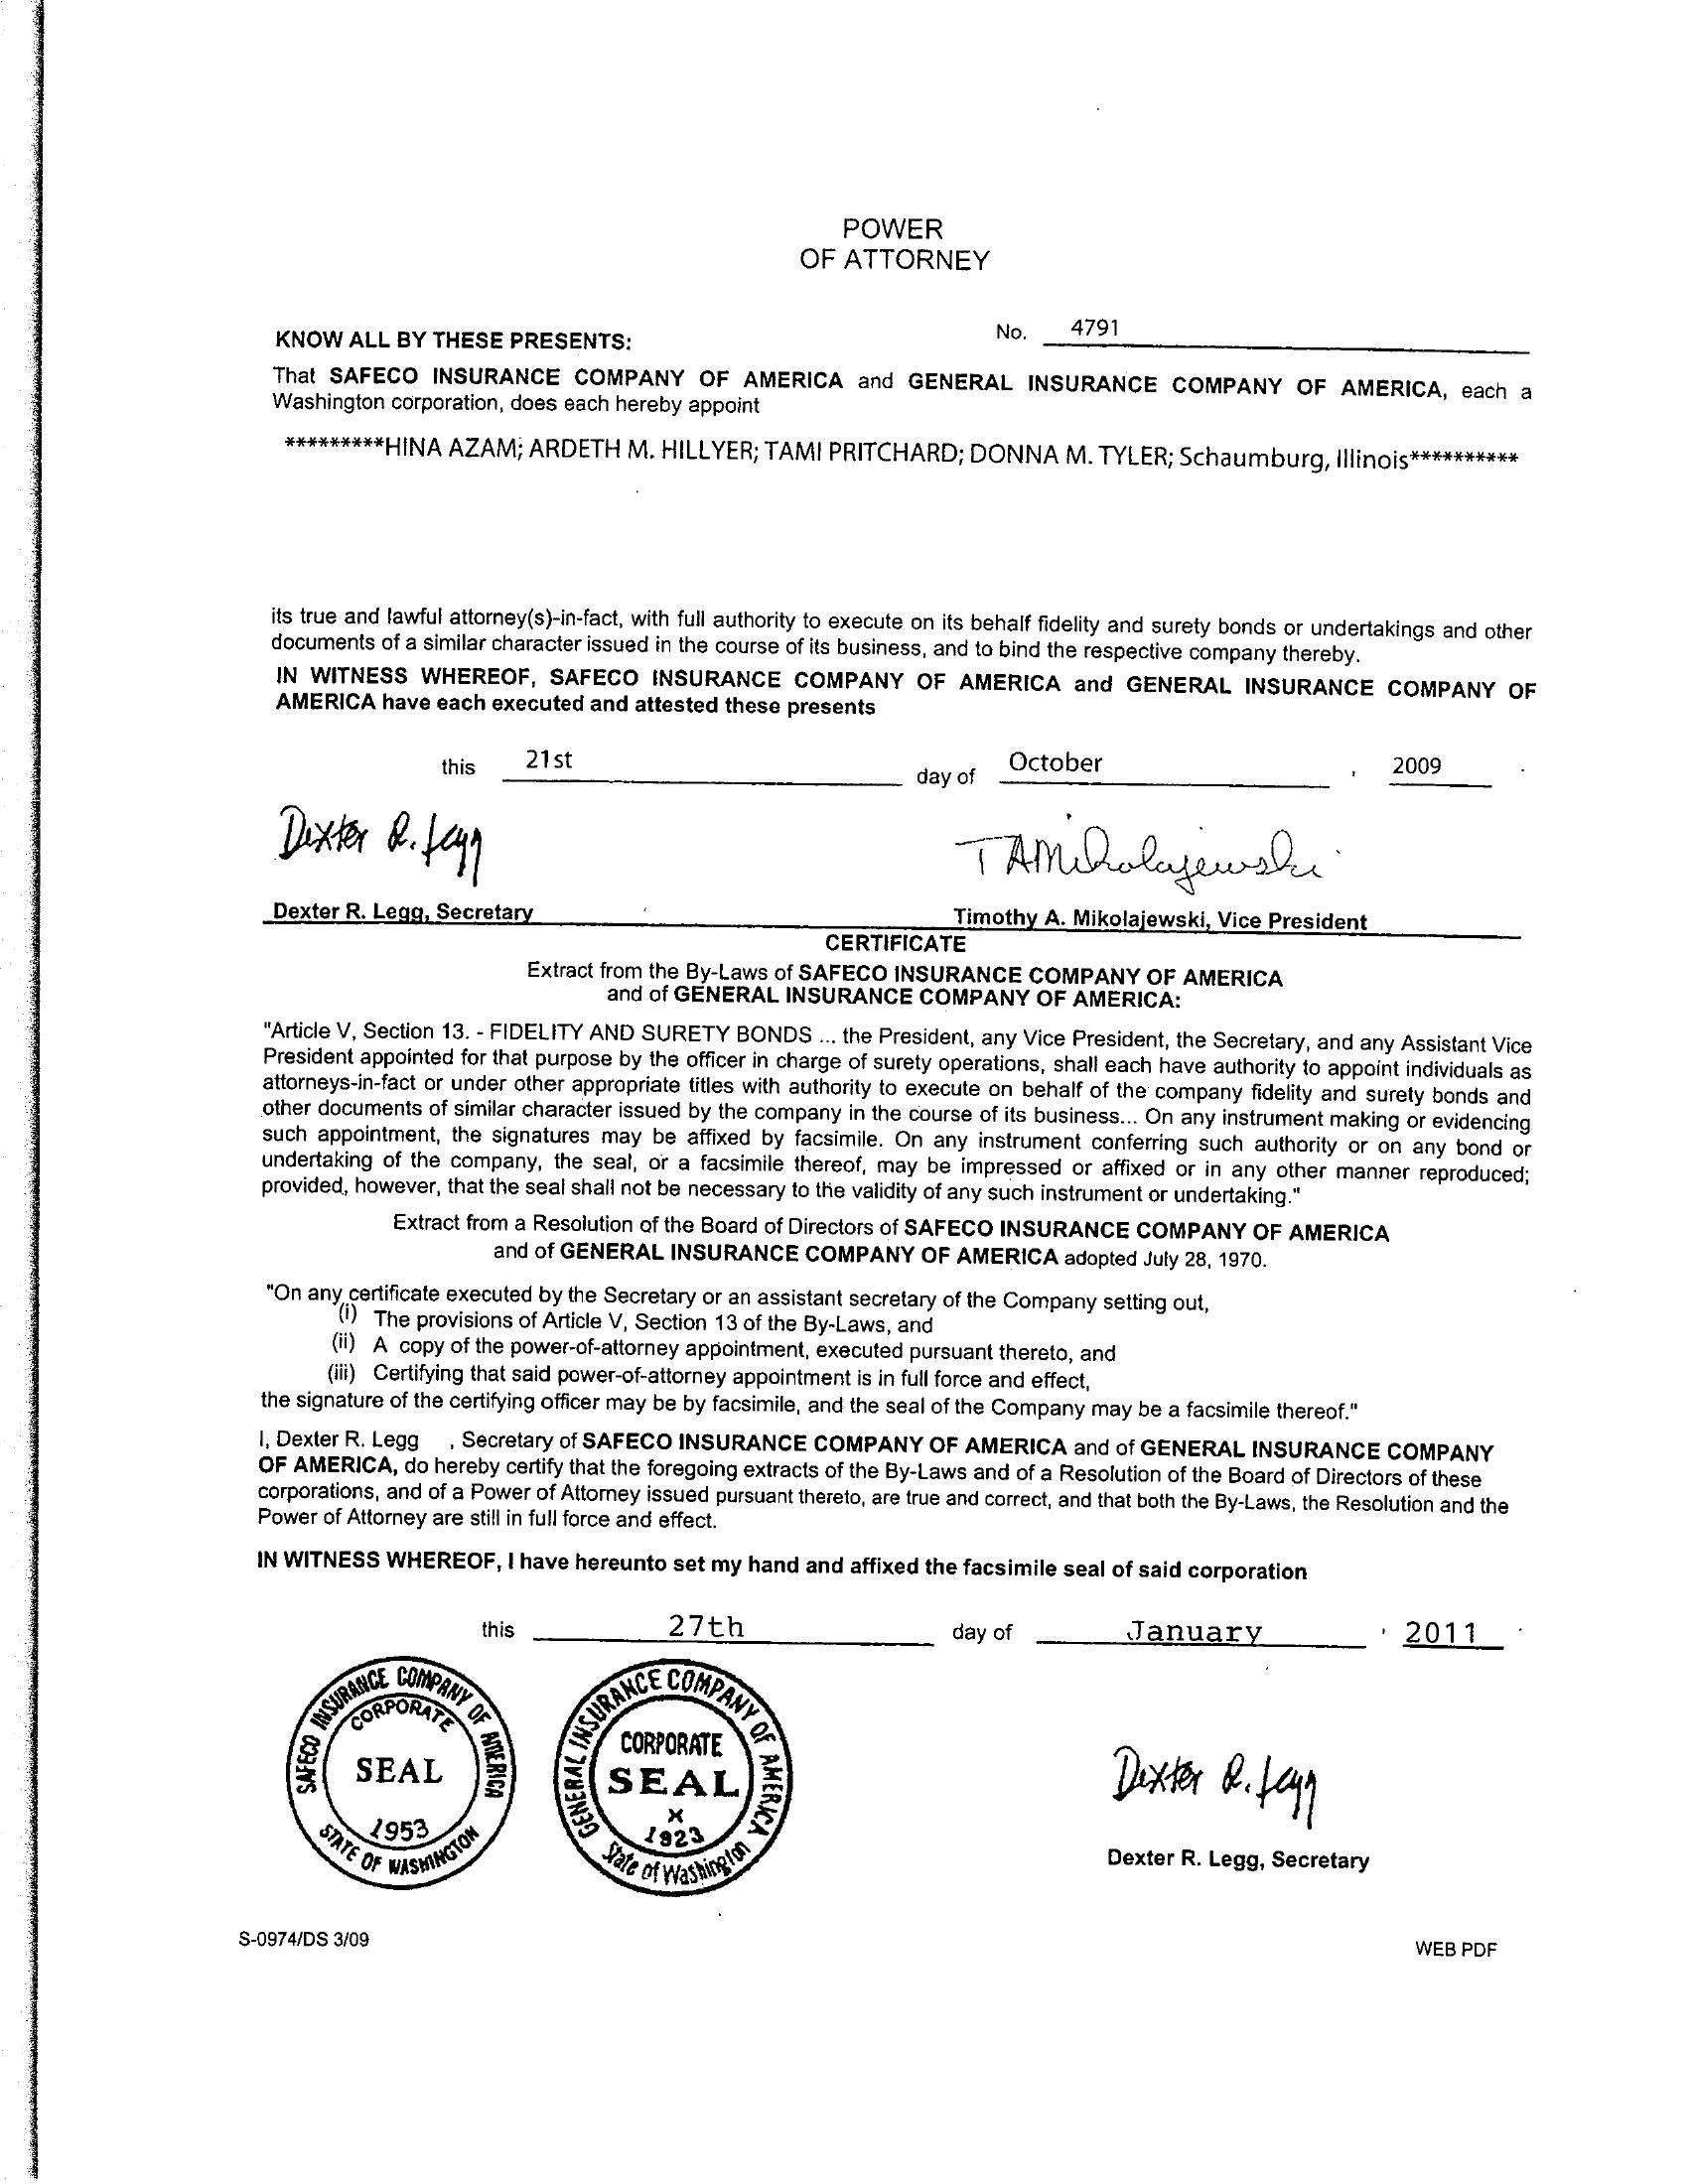 POWER
OF ATTORNEY
KNOW ALL BY THESE PRESENTS:
No. 4791
That SAFECO INSURANCE COMPANY OF AMERICA and GENERAL INSURANCE COMPANY OF AMERICA, each a
Washington corporation, does each hereby appoint
*********HINA AZAM; ARDETH M. HILLYER; TAMI PRITCHARD; DONNA M. TYLER; Schaumburg, Illinois**********
its true and lawful attorney(s)-in-fact, with full authority to execute on its behalf fidelity and surety bonds or undertakings and other
documents of a similar character issued in the course of its business, and to bind the respective company thereby.
IN WITNESS WHEREOF, SAFECO INSURANCE COMPANY OF AMERICA and GENERAL INSURANCE COMPANY OF
AMERICA have each executed and attested these presents
this 21st day of October , 2009 .
Dexter R. Legg TAMikolajewski
Dexter R. Legg, Secretary Timothy A. Mikolajewski, Vice President
CERTIFICATE
Extract from the By-Laws of SAFECO INSURANCE COMPANY OF AMERICA
and of GENERAL INSURANCE COMPANY OF AMERICA:
"Article V, Section 13. - FIDELITY AND SURETY BONDS ... the President, any Vice President, the Secretary, and any Assistant Vice
President appointed for that purpose by the officer in charge of surety operations, shall each have authority to appoint individuals as
attorneys-in-fact or under other appropriate titles with authority to execute on behalf of the company fidelity and surety bonds and
other documents of similar character issued by the company in the course of its business... On any instrument making or evidencing
such appointment, the signatures may be affixed by facsimile. On any instrument conferring such authority or on any bond or
undertaking of the company, the seal, or a facsimile thereof, may be impressed or affixed or in any other manner reproduced;
provided, however, that the seal shall not be necessary to the validity of any such instrument or undertaking."
Extract from a Resolution of the Board of Directors of SAFECO INSURANCE COMPANY OF AMERICA
and of GENERAL INSURANCE COMPANY OF AMERICA adopted July 28, 1970.
"On any certificate executed by the Secretary or an assistant secretary of the Company setting out,
(i) The provisions of Article V, Section 13 of the By-Laws, and
(ii) A copy of the power-of-attorney appointment, executed pursuant thereto, and
(iii) Certifying that said power-of-attorney appointment is in full force and effect,
the signature of the certifying officer may be by facsimile, and the seal of the Company may be a facsimile thereof."
I, Dexter R. Legg , Secretary of SAFECO INSURANCE COMPANY OF AMERICA and of GENERAL INSURANCE COMPANY
OF AMERICA, do hereby certify that the foregoing extracts of the By-Laws and of a Resolution of the Board of Directors of these
corporations, and of a Power of Attorney issued pursuant thereto, are true and correct, and that both the By-Laws, the Resolution and the
Power of Attorney are still in full force and effect.
IN WITNESS WHEREOF, I have hereunto set my hand and affixed the facsimile seal of said corporation
this 27th day of January , 2011 .
SAFECO INSURANCE COMPANY OF AMERICA
CORPORATE
SEAL
1953
STATE OF WASHINGTON
GENERAL INSURANCE COMPANY OF AMERICA
CORPORATE
SEAL
x
1923
State of Washington
Dexter R. Legg
Dexter R. Legg, Secretary
S-0974/DS 3/09
WEB PDF